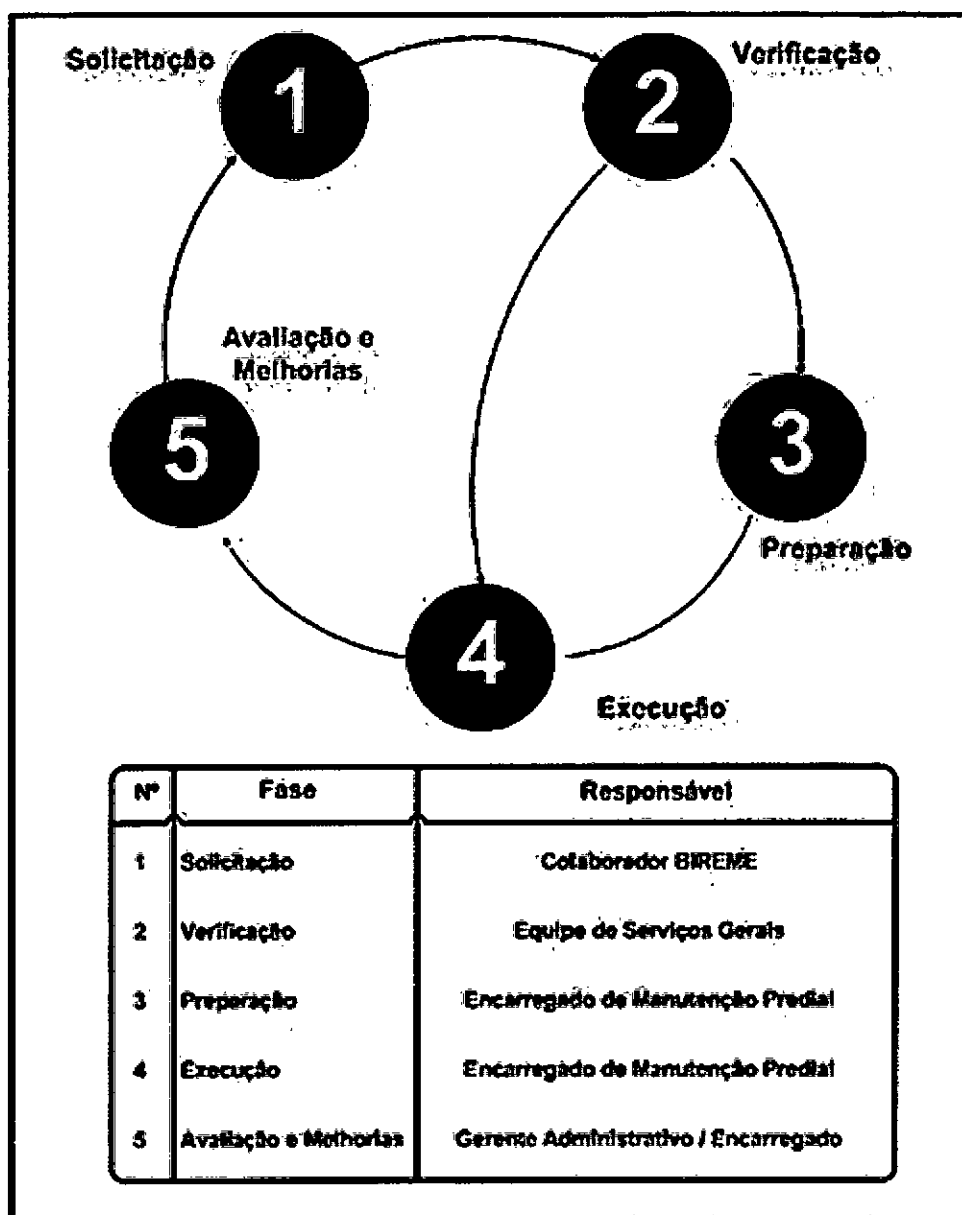 Solicitação
1
2
Verificação
Avaliação e
Melhorias
5
3
Preparação
4
Execução
Nº Fase Responsável
1 Solicitação Colaborador BIREME
2 Verificação Equipe de Serviços Gerais
3 Preparação Encarregado de Manutenção Predial
4 Execução Encarregado de Manutenção Predial
5 Avaliação e Melhorias Gerente Administrativo / Encarregado